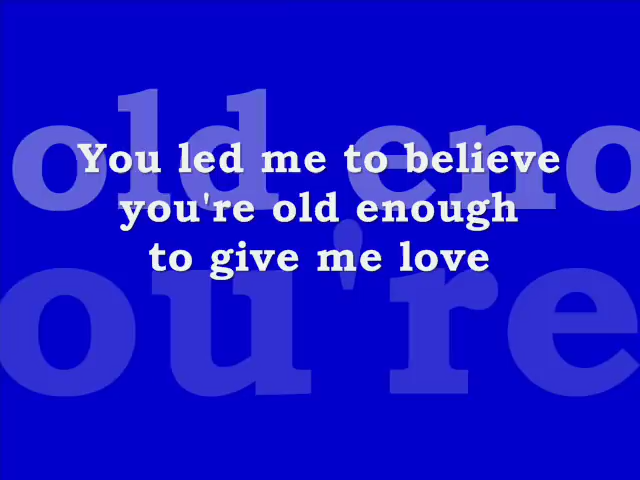 old eno
You led me to believe
you're old enough
to give me love
ou're